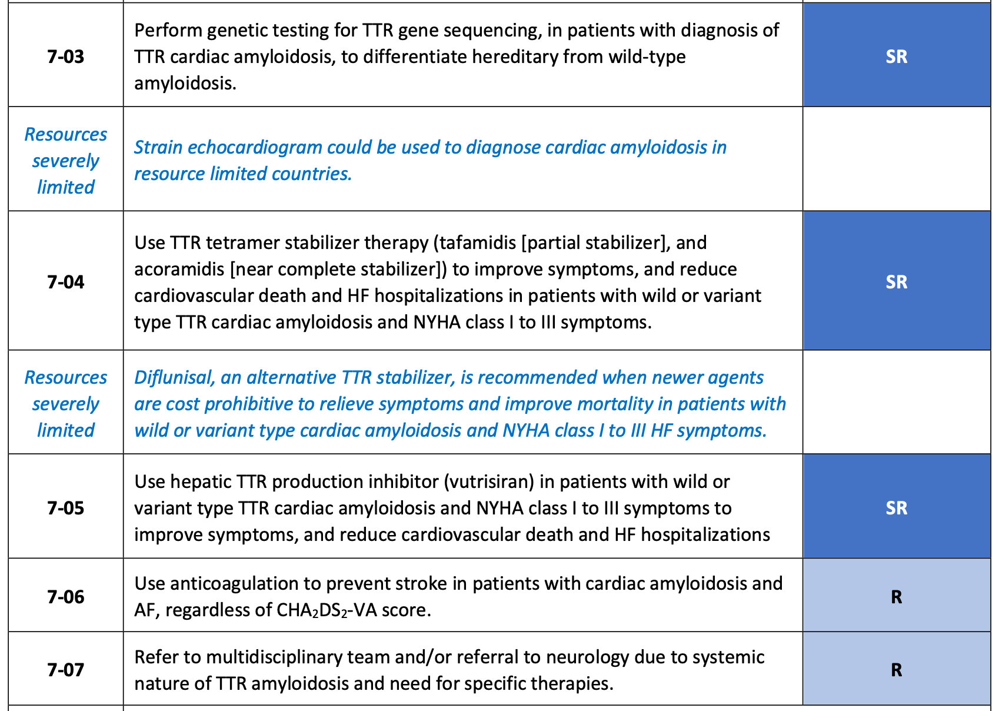 7-03
Perform genetic testing for TTR gene sequencing, in patients with diagnosis of
TTR cardiac amyloidosis, to differentiate hereditary from wild-type
amyloidosis.
SR
Resources
severely
limited
Strain echocardiogram could be used to diagnose cardiac amyloidosis in
resource limited countries.
7-04
Use TTR tetramer stabilizer therapy (tafamidis [partial stabilizer], and
acoramidis [near complete stabilizer]) to improve symptoms, and reduce
cardiovascular death and HF hospitalizations in patients with wild or variant
type TTR cardiac amyloidosis and NYHA class I to III symptoms.
SR
Resources
severely
limited
Diflunisal, an alternative TTR stabilizer, is recommended when newer agents
are cost prohibitive to relieve symptoms and improve mortality in patients with
wild or variant type cardiac amyloidosis and NYHA class I to III HF symptoms.
7-05
Use hepatic TTR production inhibitor (vutrisiran) in patients with wild or
variant type TTR cardiac amyloidosis and NYHA class I to III symptoms to
improve symptoms, and reduce cardiovascular death and HF hospitalizations
SR
7-06
Use anticoagulation to prevent stroke in patients with cardiac amyloidosis and
AF, regardless of CHA₂DS₂-VA score.
R
7-07
Refer to multidisciplinary team and/or referral to neurology due to systemic
nature of TTR amyloidosis and need for specific therapies.
R